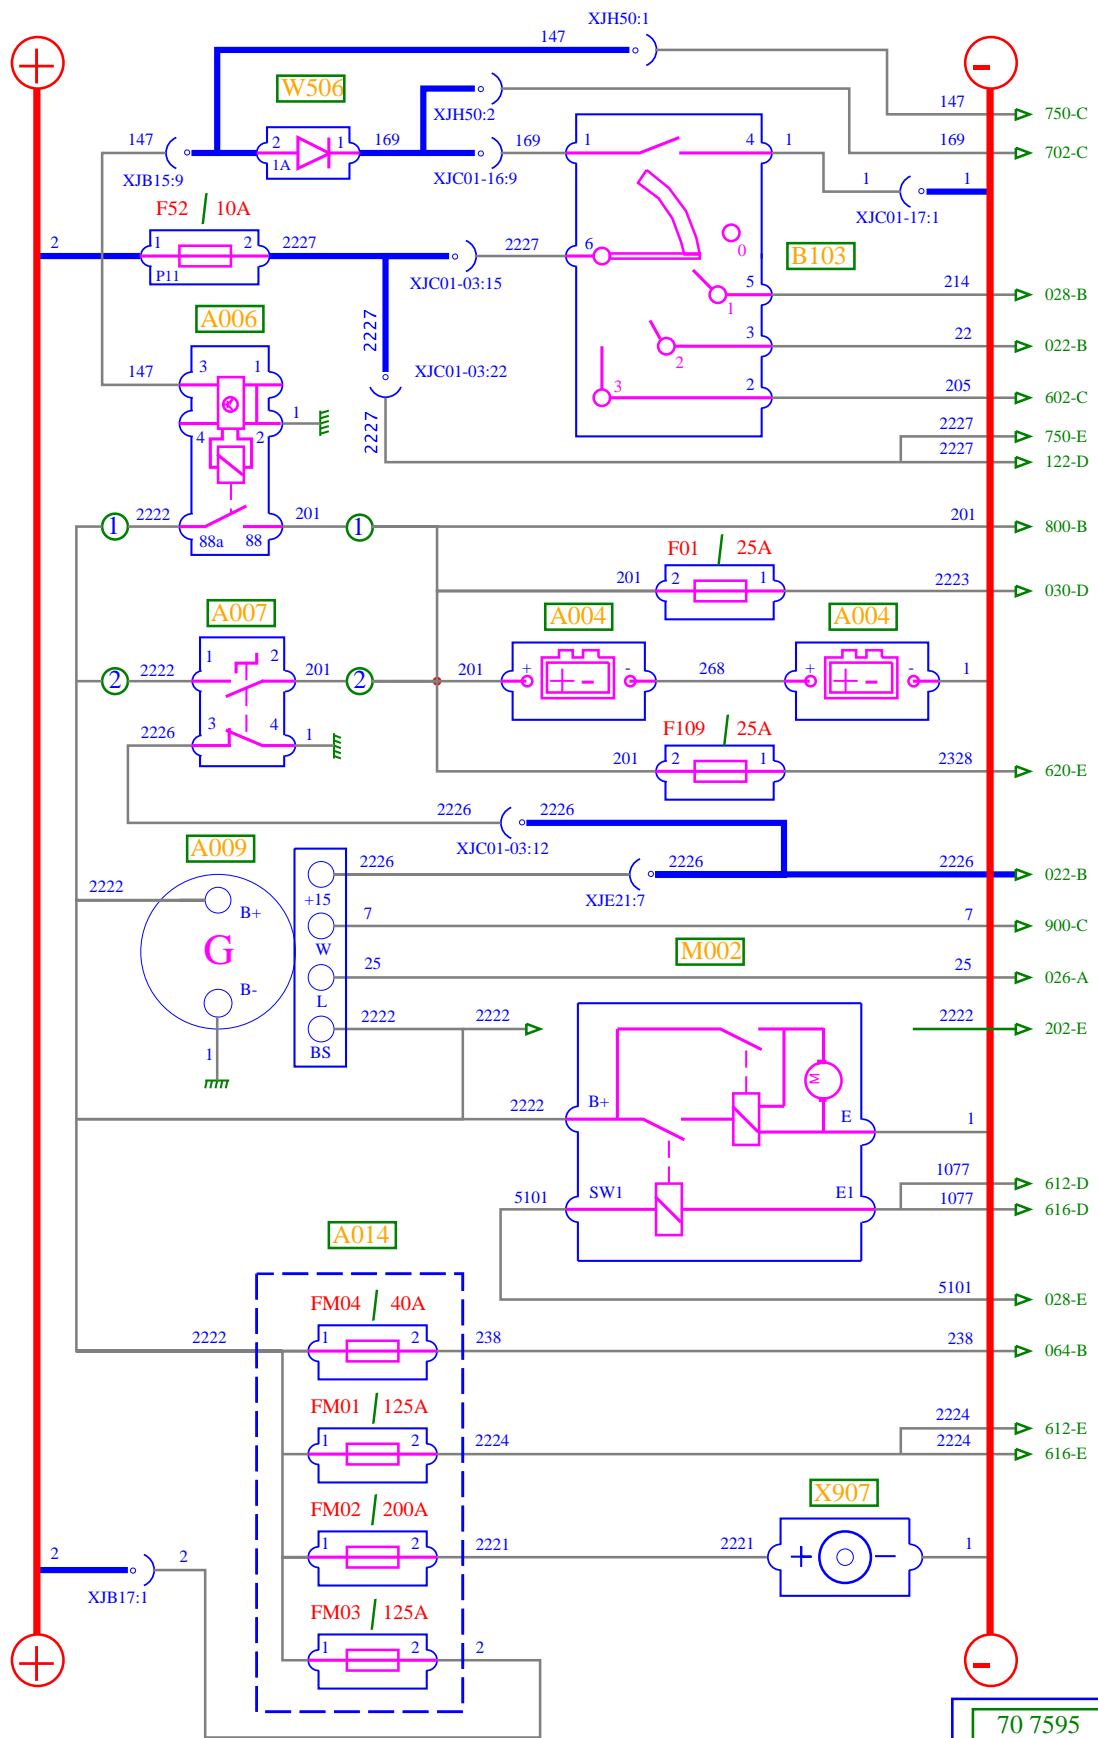 XJH50:1
147
W506
XJH50:2
147 750-C
147 2 1 169 169 1 4 1 169 702-C
1A
XJB15:9 XJC01-16:9
1 1
XJC01-17:1
F52 / 10A
2 1 2 2227 2227 6
P11
0
B103
XJC01-03:15
5 214 028-B
1
A006
2227
3 22 022-B
2
147 3 1 XJC01-03:22
3 2 205 602-C
1
4 2
2227
2227 750-E
2227 122-D
1 2222 201 1 201 800-B
88a 88
F01 / 25A
201 2 1 2223 030-D
A007 A004 A004
1 2
2 2222 201 2 201 + - 268 + - 1
+ - + -
2226 3 4 1
F109 / 25A
201 2 1 2328 620-E
2226 2226
XJC01-03:12
A009
2222 2226 2226 2226 022-B
+15 XJE21:7
B+
7 7 900-C
G W
M002
25 25 026-A
B- L
2222 2222 2222 202-E
BS
1
M
2222 B+ E 1
1077 612-D
5101 SW1 E1 1077 616-D
A014
5101 028-E
FM04 / 40A
2222 1 2 238 238 064-B
FM01 / 125A
2224 612-E
1 2 2224 2224 616-E
X907
FM02 / 200A
1 2 2221 2221 + − 1
2 2
XJB17:1
FM03 / 125A
1 2 2
70 7595